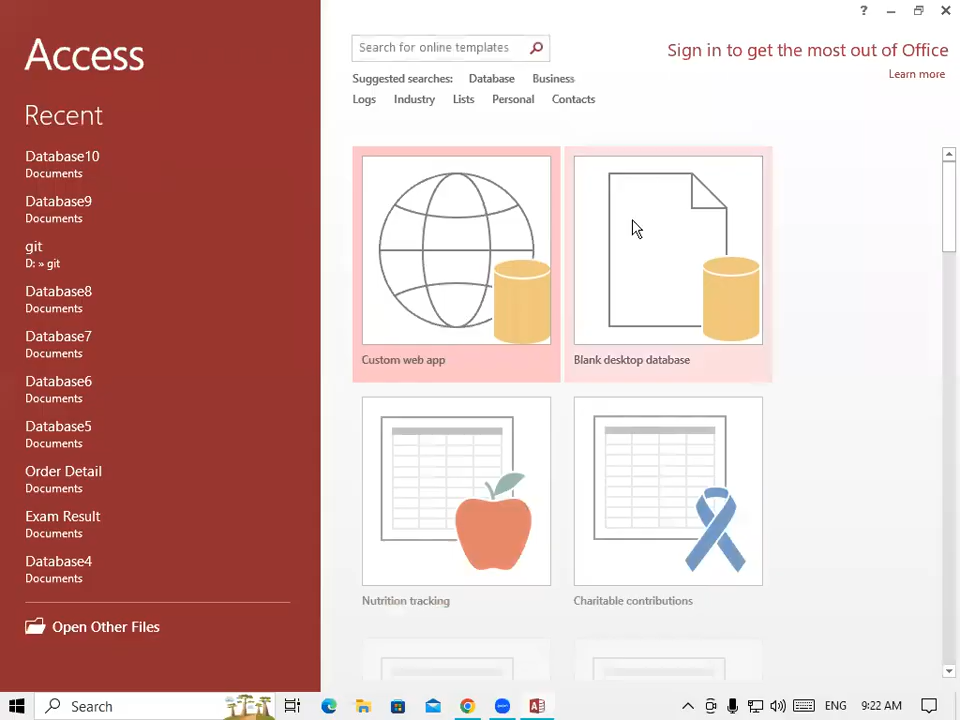 Access
Recent
Database10
Documents
Database9
Documents
git
D: » git
Database8
Documents
Database7
Documents
Database6
Documents
Database5
Documents
Order Detail
Documents
Exam Result
Documents
Database4
Documents
Open Other Files
?
Search for online templates
Sign in to get the most out of Office
Learn more
Suggested searches: Database Business
Logs Industry Lists Personal Contacts
Custom web app
Blank desktop database
Nutrition tracking
Charitable contributions
Search
ENG 9:22 AM